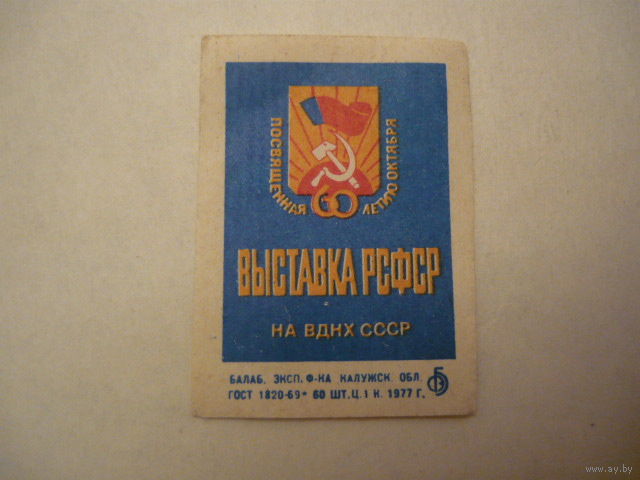 ПОСВЯЩЕННАЯ 60 ЛЕТИЮ ОКТЯБРЯ
ВЫСТАВКА РСФСР
НА ВДНХ СССР
БАЛАБ. ЭКСП. Ф-КА КАЛУЖСК. ОБЛ.
ГОСТ 1820-69* 60 ШТ. Ц. 1 К. 1977 Г.
www.ay.by